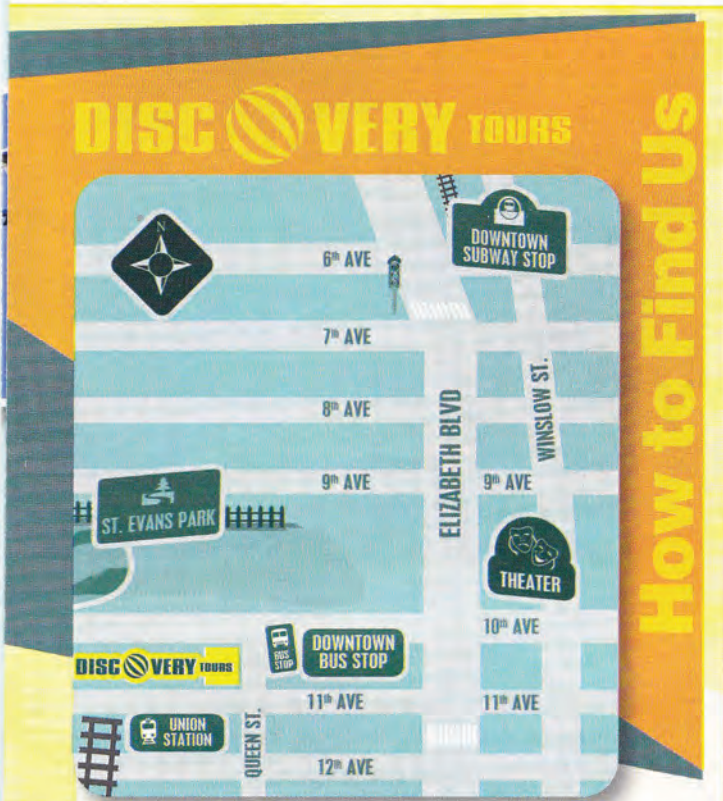 DISCOVERY TOURS
How to Find Us
N
DOWNTOWN
SUBWAY STOP
6th AVE
7th AVE
8th AVE
ELIZABETH BLVD
WINSLOW ST.
9th AVE
9th AVE
ST. EVANS PARK
THEATER
10th AVE
DISCOVERY TOURS
BUS
STOP
DOWNTOWN
BUS STOP
11th AVE
11th AVE
UNION
STATION
QUEEN ST.
12th AVE